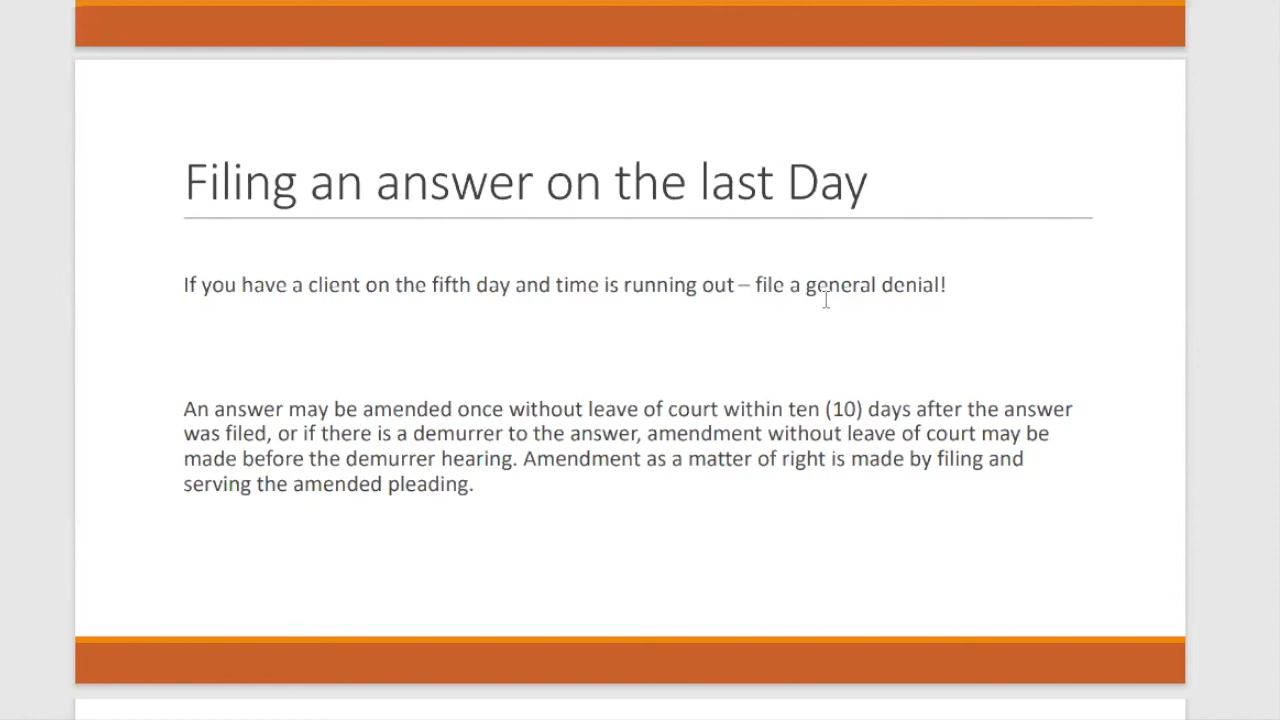 Filing an answer on the last Day
If you have a client on the fifth day and time is running out – file a general denial!
An answer may be amended once without leave of court within ten (10) days after the answer
was filed, or if there is a demurrer to the answer, amendment without leave of court may be
made before the demurrer hearing. Amendment as a matter of right is made by filing and
serving the amended pleading.